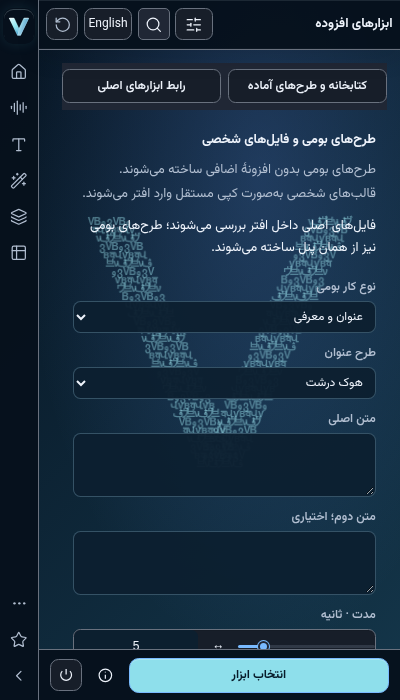 ابزارهای افزوده
English
کتابخانه و طرح‌های آماده
رابط ابزارهای اصلی
طرح‌های بومی و فایل‌های شخصی
طرح‌های بومی بدون افزونهٔ اضافی ساخته می‌شوند.
قالب‌های شخصی به‌صورت کپی مستقل وارد افتر می‌شوند.
فایل‌های اصلی داخل افتر بررسی می‌شوند؛ طرح‌های بومی
نیز از همان پنل ساخته می‌شوند.
نوع کار بومی
عنوان و معرفی
طرح عنوان
هوک درشت
متن اصلی
متن دوم؛ اختیاری
مدت · ثانیه
5
انتخاب ابزار